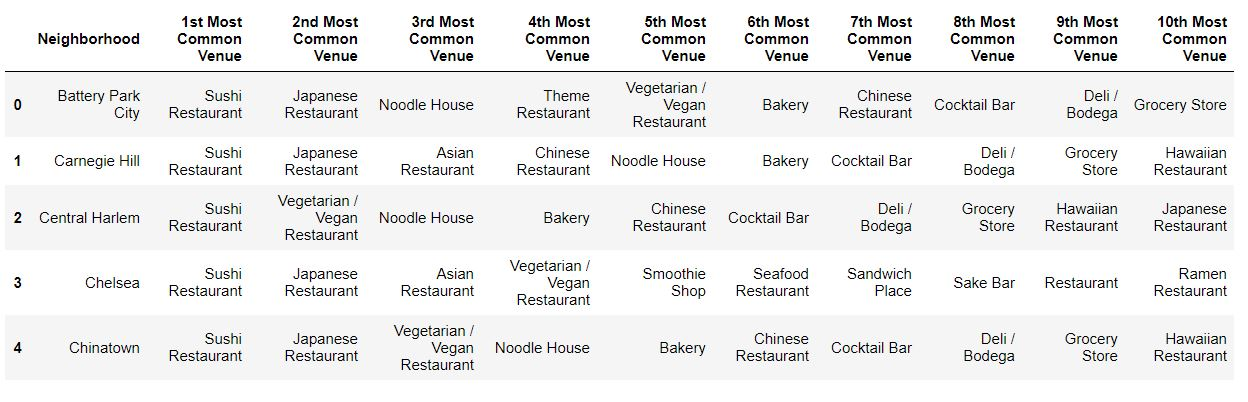 Neighborhood 1st Most Common Venue 2nd Most Common Venue 3rd Most Common Venue 4th Most Common Venue 5th Most Common Venue 6th Most Common Venue 7th Most Common Venue 8th Most Common Venue 9th Most Common Venue 10th Most Common Venue
0 Battery Park City Sushi Restaurant Japanese Restaurant Noodle House Theme Restaurant Vegetarian / Vegan Restaurant Bakery Chinese Restaurant Cocktail Bar Deli / Bodega Grocery Store
1 Carnegie Hill Sushi Restaurant Japanese Restaurant Asian Restaurant Chinese Restaurant Noodle House Bakery Cocktail Bar Deli / Bodega Grocery Store Hawaiian Restaurant
2 Central Harlem Sushi Restaurant Vegetarian / Vegan Restaurant Noodle House Bakery Chinese Restaurant Cocktail Bar Deli / Bodega Grocery Store Hawaiian Restaurant Japanese Restaurant
3 Chelsea Sushi Restaurant Japanese Restaurant Asian Restaurant Vegetarian / Vegan Restaurant Smoothie Shop Seafood Restaurant Sandwich Place Sake Bar Restaurant Ramen Restaurant
4 Chinatown Sushi Restaurant Japanese Restaurant Vegetarian / Vegan Restaurant Noodle House Bakery Chinese Restaurant Cocktail Bar Deli / Bodega Grocery Store Hawaiian Restaurant